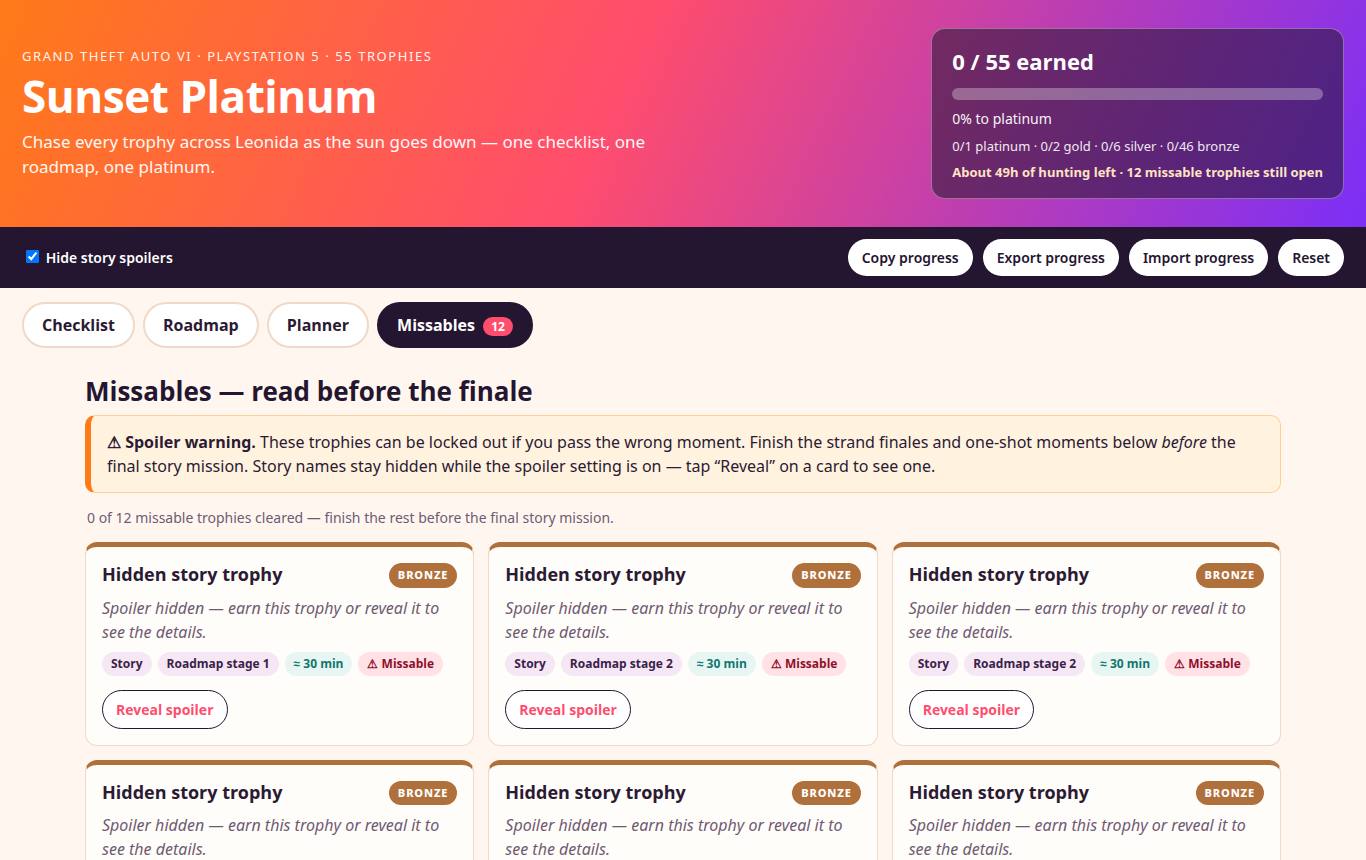 GRAND THEFT AUTO VI · PLAYSTATION 5 · 55 TROPHIES
Sunset Platinum
Chase every trophy across Leonida as the sun goes down — one checklist, one
roadmap, one platinum.
0 / 55 earned
0% to platinum
0/1 platinum · 0/2 gold · 0/6 silver · 0/46 bronze
About 49h of hunting left · 12 missable trophies still open
Hide story spoilers
Copy progress
Export progress
Import progress
Reset
Checklist
Roadmap
Planner
Missables 12
Missables — read before the finale
⚠ Spoiler warning. These trophies can be locked out if you pass the wrong moment. Finish the strand finales and one-shot moments below before the
final story mission. Story names stay hidden while the spoiler setting is on — tap “Reveal” on a card to see one.
0 of 12 missable trophies cleared — finish the rest before the final story mission.
Hidden story trophy BRONZE
Spoiler hidden — earn this trophy or reveal it to
see the details.
Story Roadmap stage 1 ≈ 30 min ⚠ Missable
Reveal spoiler
Hidden story trophy BRONZE
Spoiler hidden — earn this trophy or reveal it to
see the details.
Story Roadmap stage 2 ≈ 30 min ⚠ Missable
Reveal spoiler
Hidden story trophy BRONZE
Spoiler hidden — earn this trophy or reveal it to
see the details.
Story Roadmap stage 2 ≈ 30 min ⚠ Missable
Reveal spoiler
Hidden story trophy BRONZE
Spoiler hidden — earn this trophy or reveal it to
see the details.
Hidden story trophy BRONZE
Spoiler hidden — earn this trophy or reveal it to
see the details.
Hidden story trophy BRONZE
Spoiler hidden — earn this trophy or reveal it to
see the details.